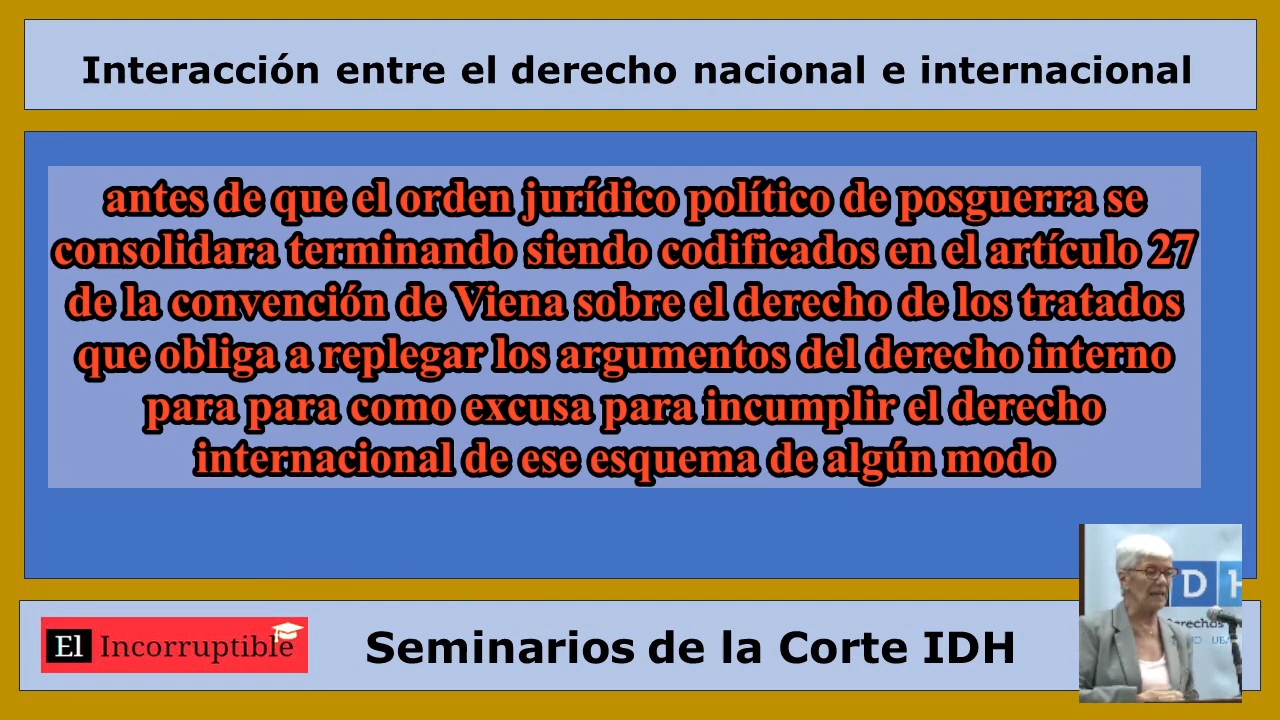 Interacción entre el derecho nacional e internacional
antes de que el orden jurídico político de posguerra se
consolidara terminando siendo codificados en el artículo 27
de la convención de Viena sobre el derecho de los tratados
que obliga a replegar los argumentos del derecho interno
para para como excusa para incumplir el derecho
internacional de ese esquema de algún modo
El Incorruptible
Seminarios de la Corte IDH
D H